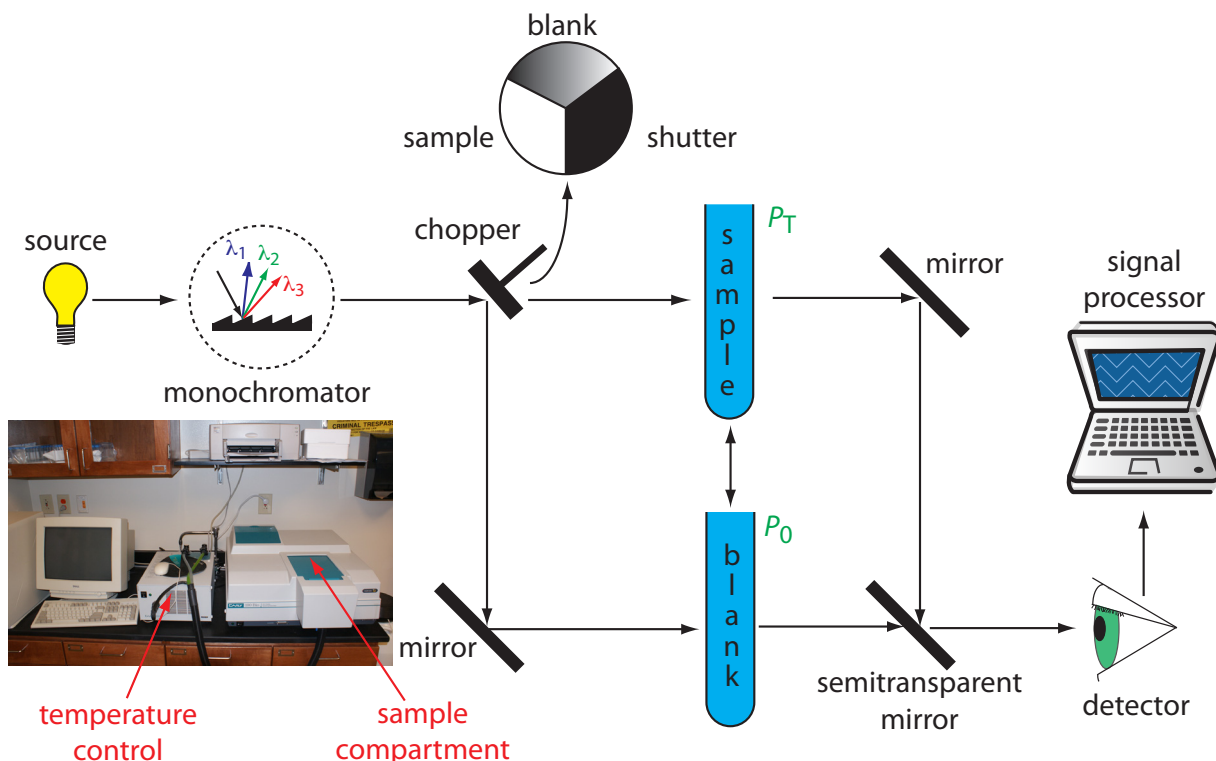 blank
sample
shutter
chopper
source
λ1
λ2
λ3
monochromator
sample
PT
mirror
signal
processor
CRIMINAL TRESPASS
blank
P0
mirror
semitransparent
mirror
detector
temperature
control
sample
compartment